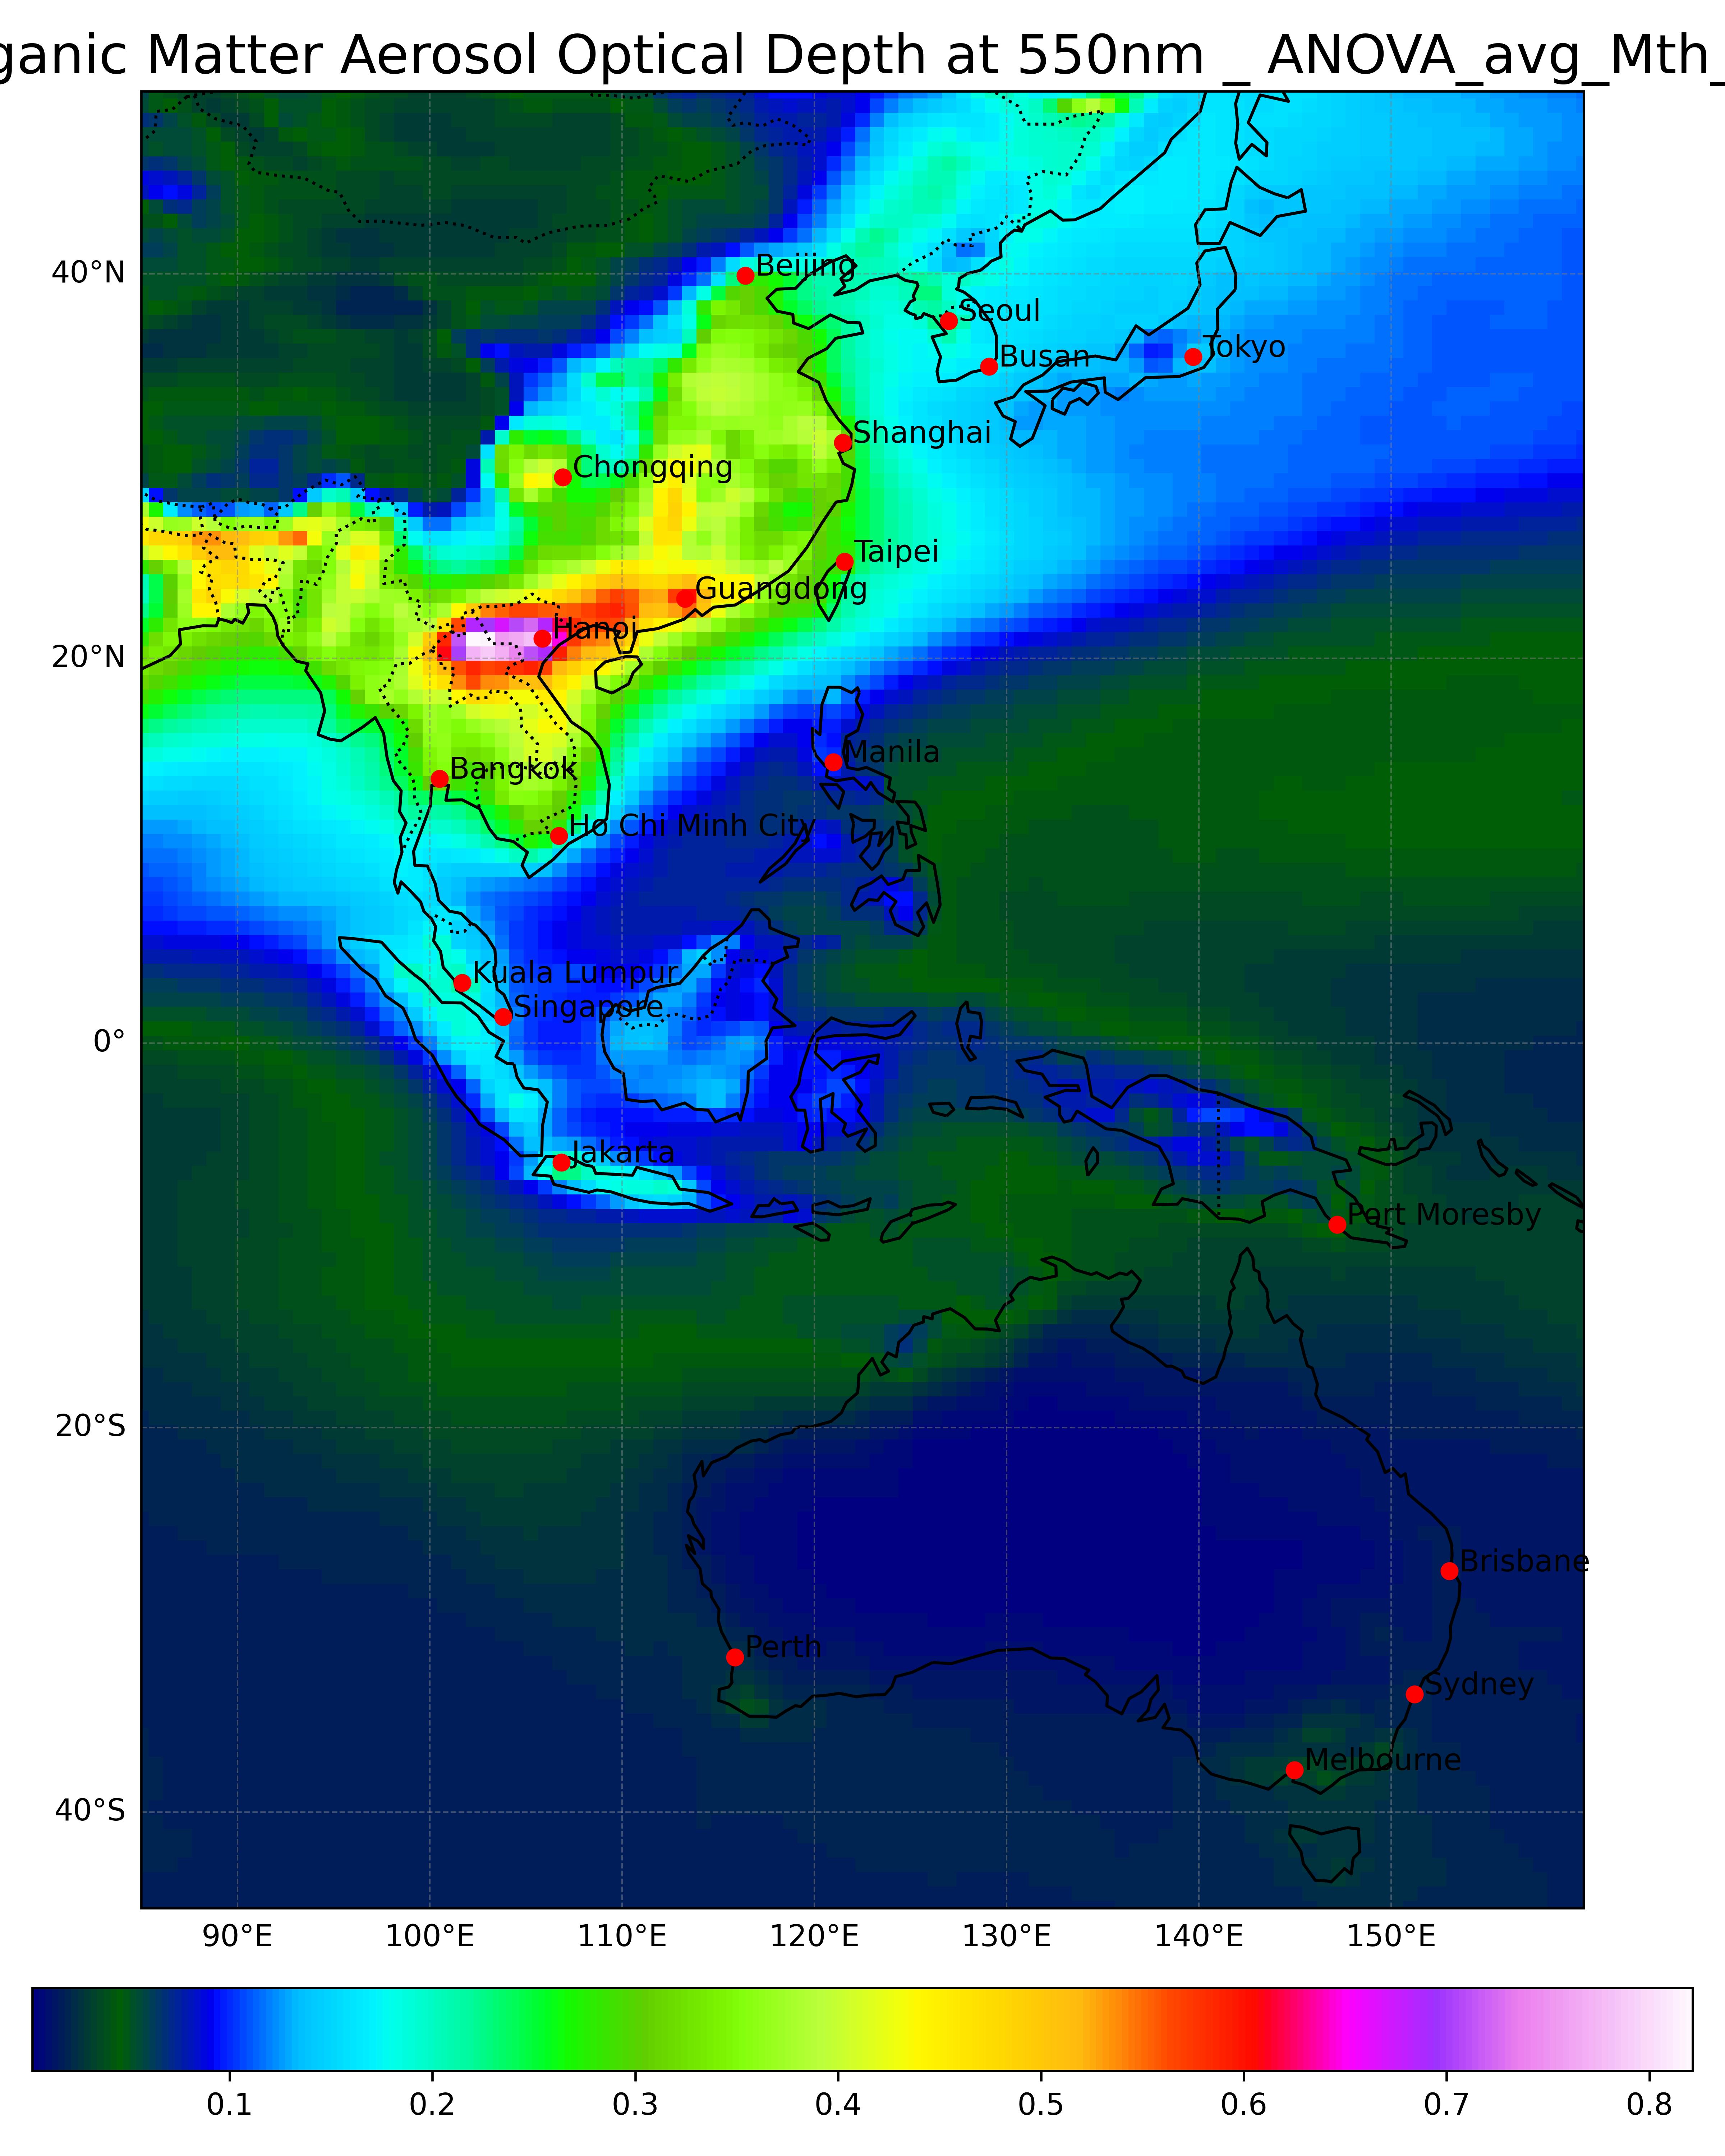 ganic Matter Aerosol Optical Depth at 550nm _ ANOVA_avg_Mth_
40°N
20°N
0°
20°S
40°S
Beijing
Seoul
Busan
Tokyo
Shanghai
Chongqing
Taipei
Guangdong
Hanoi
Manila
Bangkok
Ho Chi Minh City
Kuala Lumpur
Singapore
Jakarta
Port Moresby
Brisbane
Perth
Sydney
Melbourne
90°E 100°E 110°E 120°E 130°E 140°E 150°E
0.1 0.2 0.3 0.4 0.5 0.6 0.7 0.8